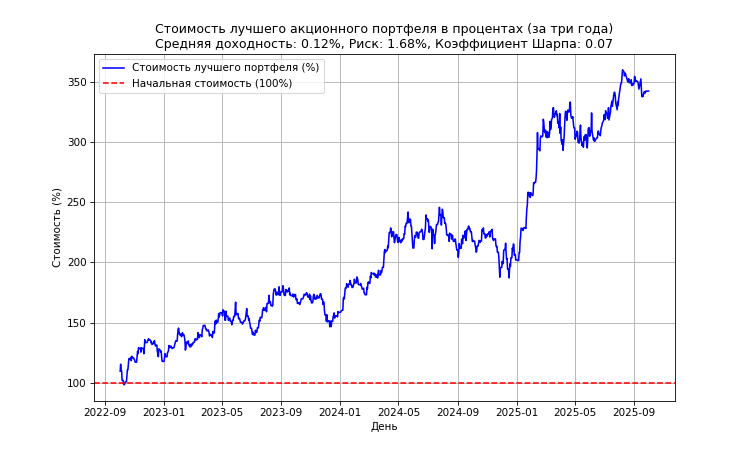 Стоимость лучшего акционного портфеля в процентах (за три года)
Средняя доходность: 0.12%, Риск: 1.68%, Коэффициент Шарпа: 0.07
Стоимость лучшего портфеля (%)
Начальная стоимость (100%)
Стоимость (%)
350
300
250
200
150
100
2022-09 2023-01 2023-05 2023-09 2024-01 2024-05 2024-09 2025-01 2025-05 2025-09
День